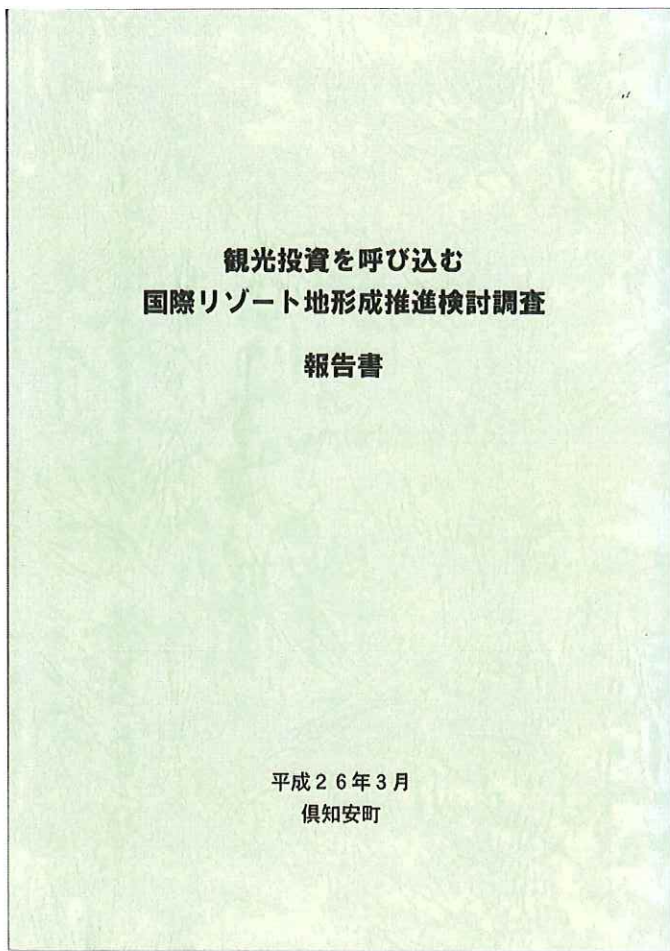 観光投資を呼び込む
国際リゾート地形成推進検討調査
報告書
平成２６年３月
倶知安町